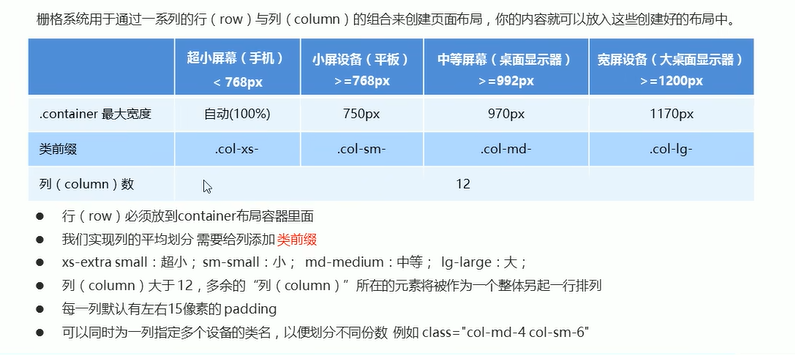 栅格系统用于通过一系列的行（row）与列（column）的组合来创建页面布局，你的内容就可以放入这些创建好的布局中。
超小屏幕（手机） 小屏设备（平板） 中等屏幕（桌面显示器） 宽屏设备（大桌面显示器）
< 768px >=768px >=992px >=1200px
.container 最大宽度 自动(100%) 750px 970px 1170px
类前缀 .col-xs- .col-sm- .col-md- .col-lg-
列（column）数 12
● 行（row）必须放到container布局容器里面
● 我们实现列的平均划分 需要给列添加 类前缀
● xs-extra small：超小； sm-small：小； md-medium：中等； lg-large：大；
● 列（column）大于 12，多余的“列（column）”所在的元素将被作为一个整体另起一行排列
● 每一列默认有左右15像素的 padding
● 可以同时为一列指定多个设备的类名，以便划分不同份数 例如 class="col-md-4 col-sm-6"